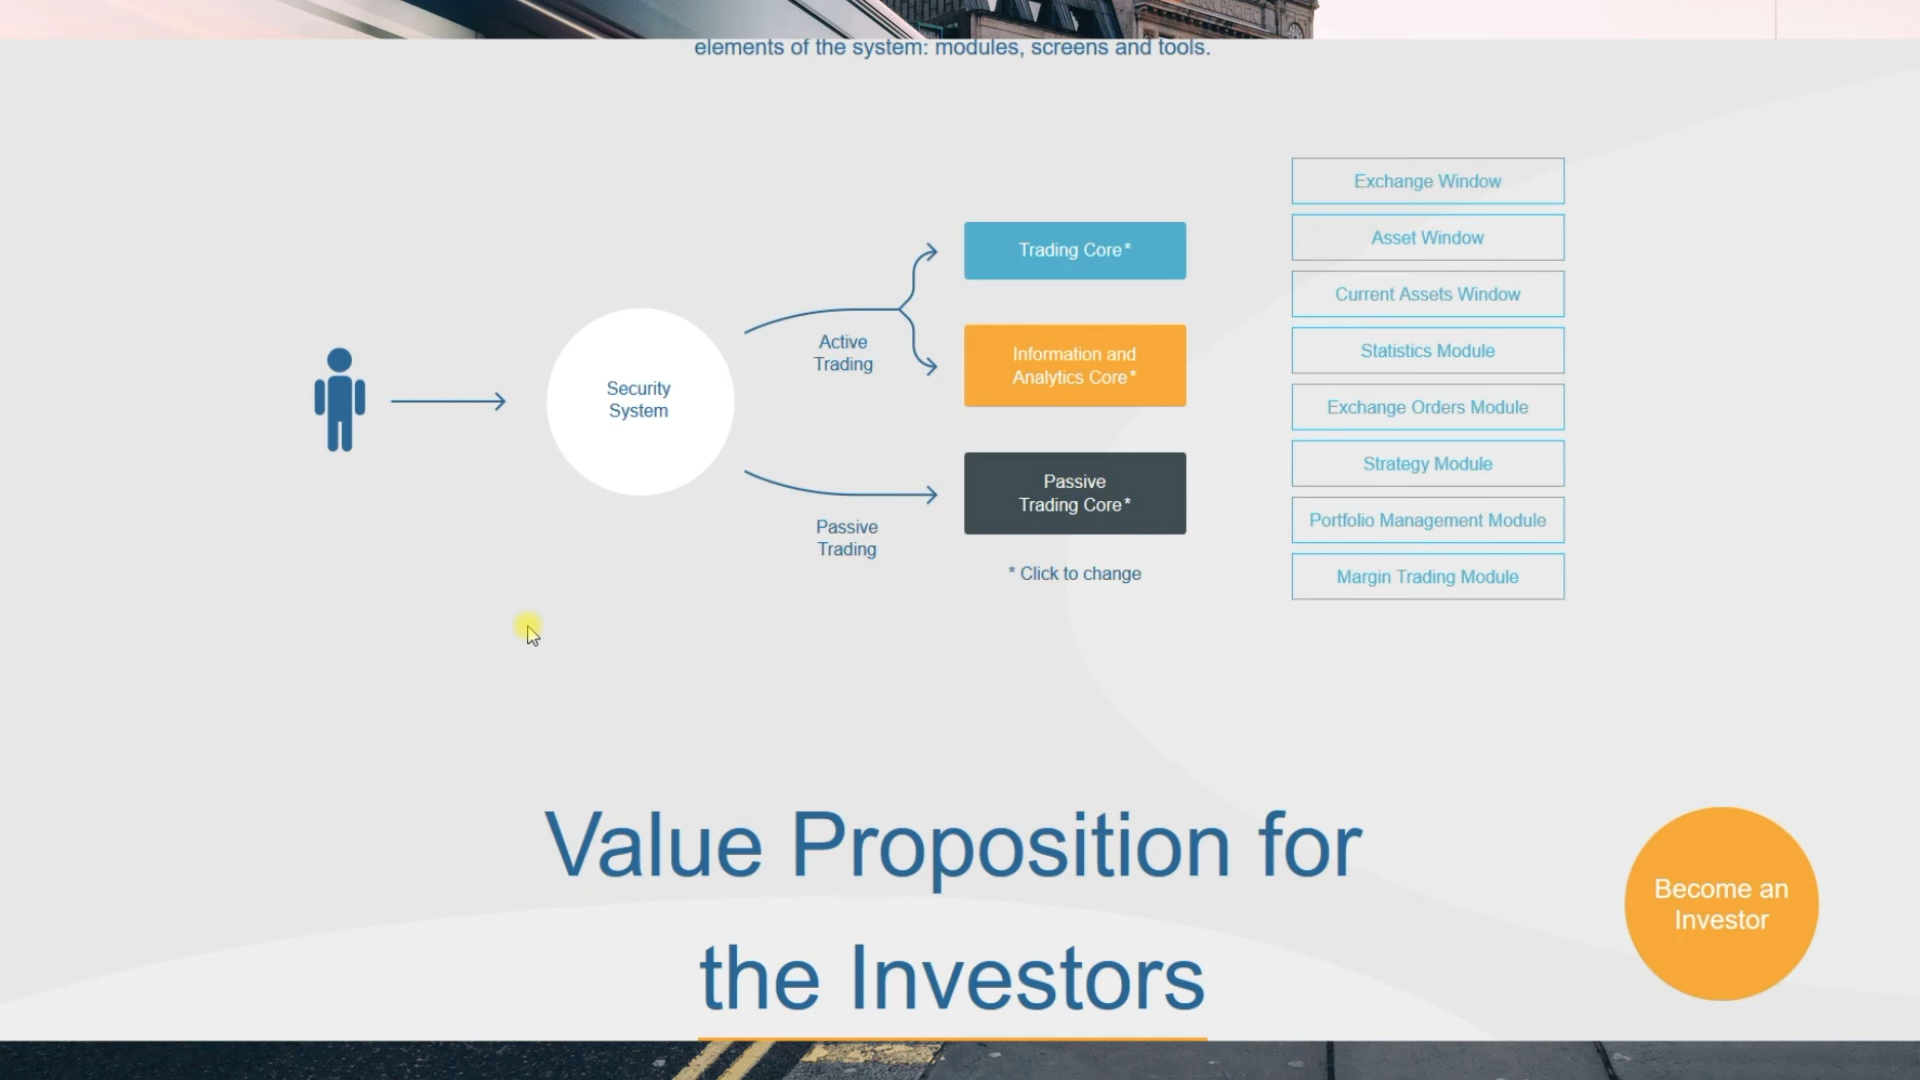 elements of the system: modules, screens and tools.
Security
System
Active
Trading
Passive
Trading
Trading Core*
Information and
Analytics Core*
Passive
Trading Core*
* Click to change
Exchange Window
Asset Window
Current Assets Window
Statistics Module
Exchange Orders Module
Strategy Module
Portfolio Management Module
Margin Trading Module
Value Proposition for
the Investors
Become an
Investor